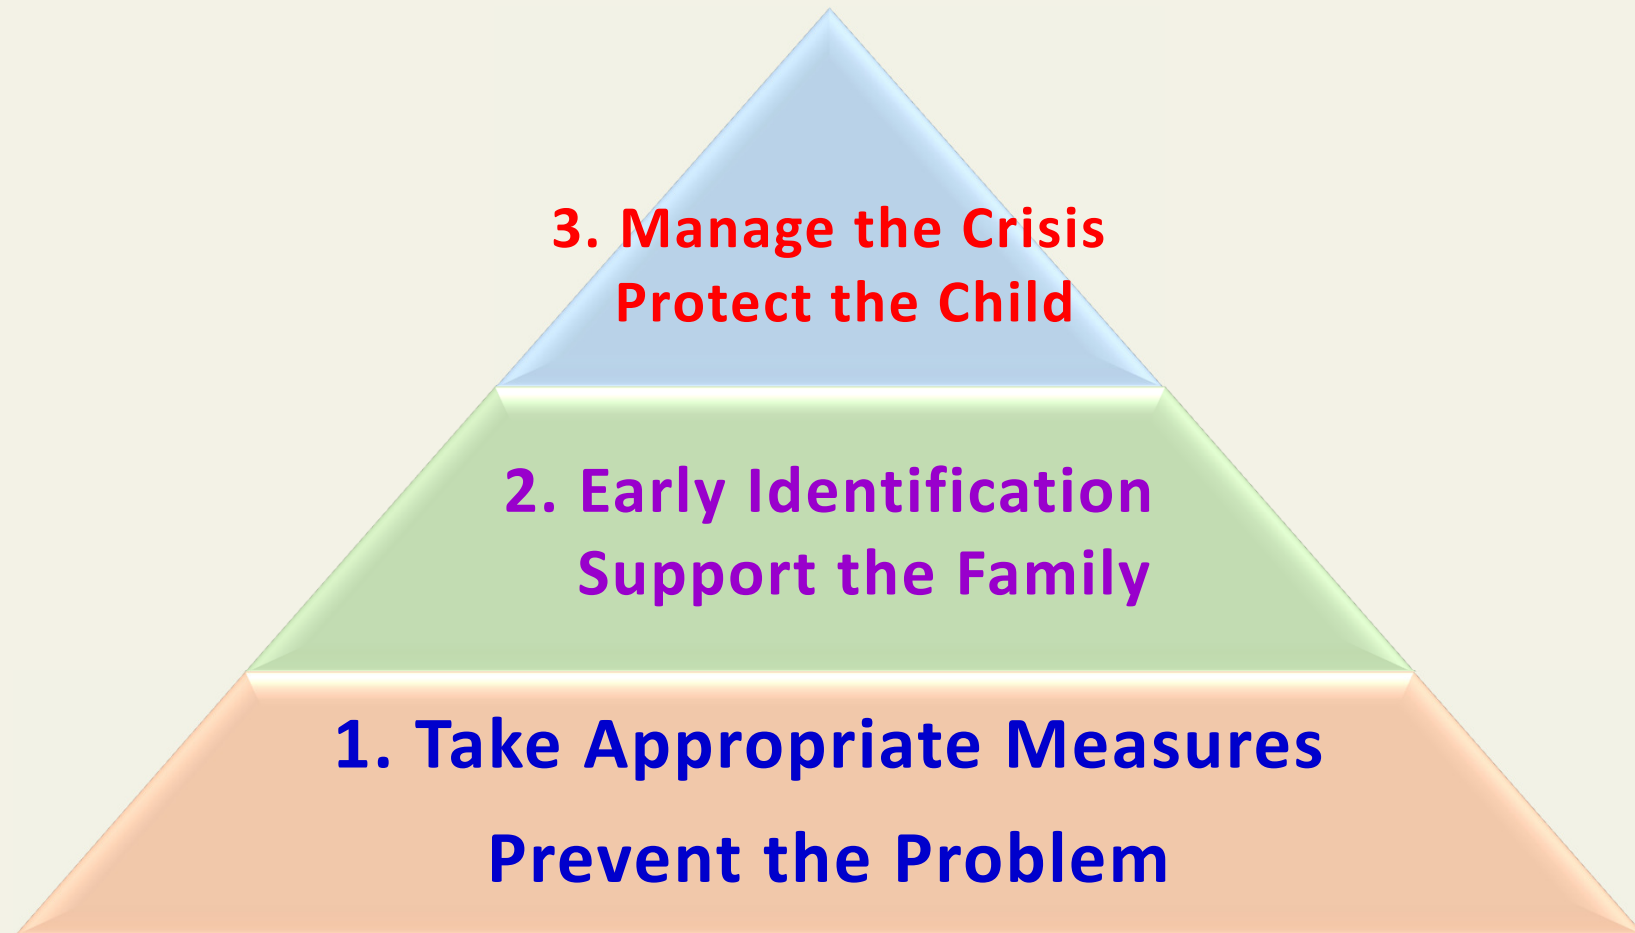 3. Manage the Crisis
Protect the Child
2. Early Identification
Support the Family
1. Take Appropriate Measures
Prevent the Problem